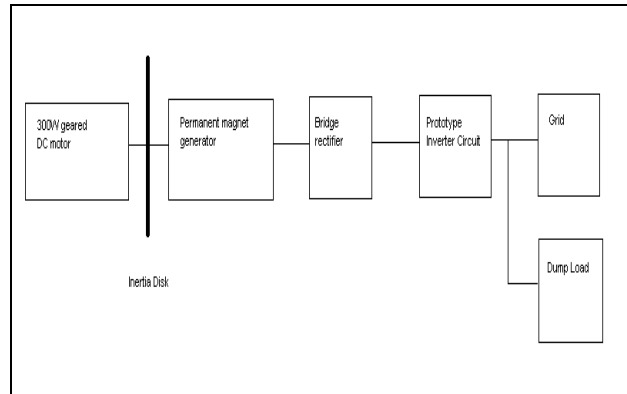 300W geared
DC motor
Permanent magnet
generator
Bridge
rectifier
Prototype
Inverter Circuit
Grid
Dump Load
Inertia Disk